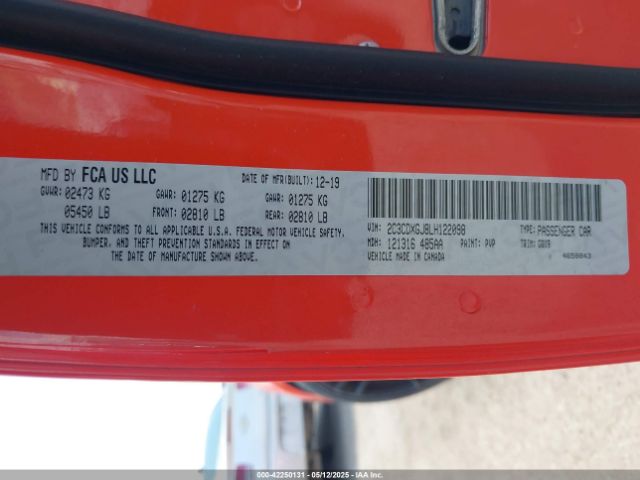 MFD BY FCA US LLC
DATE OF MFR(BUILT): 12-19
GVWR: 02473 KG GAWR: 01275 KG GAWR: 01275 KG
05450 LB FRONT: 02810 LB REAR: 02810 LB
THIS VEHICLE CONFORMS TO ALL APPLICABLE U.S.A. FEDERAL MOTOR VEHICLE SAFETY,
BUMPER, AND THEFT PREVENTION STANDARDS IN EFFECT ON
THE DATE OF MANUFACTURE SHOWN ABOVE.
VIN: 2C3CDXGJ8LH122098 TYPE: PASSENGER CAR
MDH: 121316 485AA PAINT: PVP TRIM: G8X9
VEHICLE MADE IN CANADA 4658843
000-42250131 - 05/12/2025 - IAAI.COM